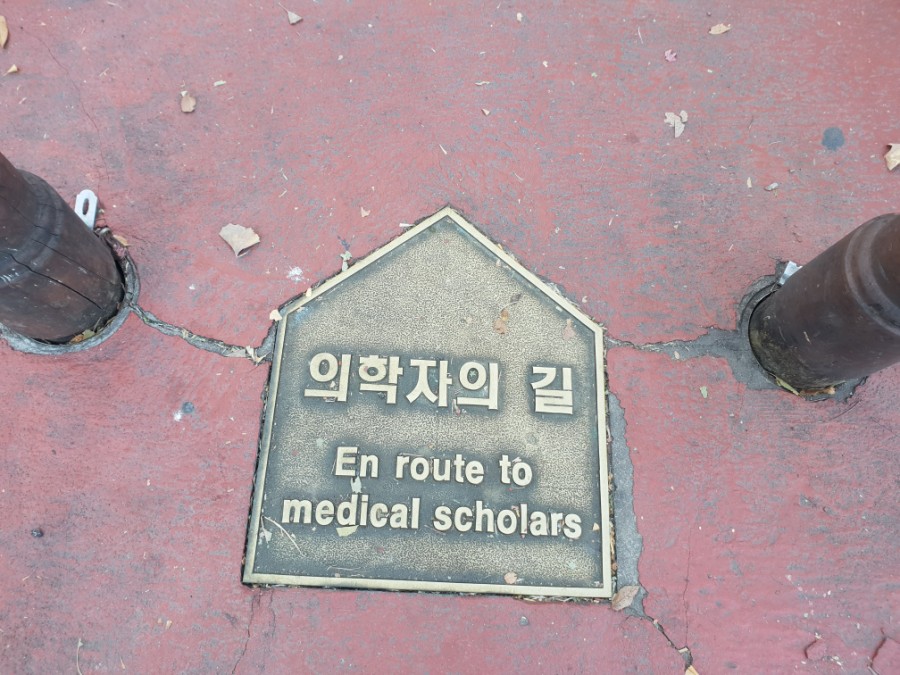 의학자의 길
En route to
medical scholars